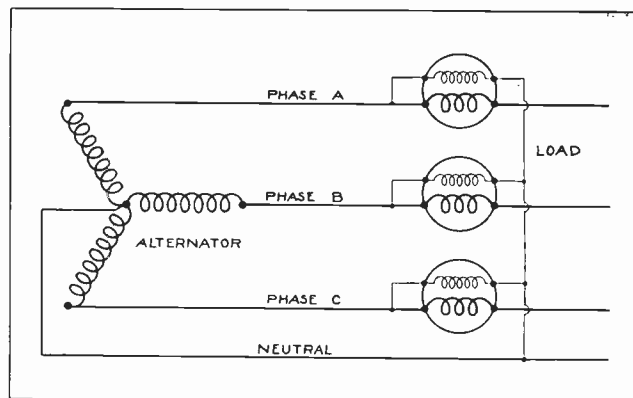 PHASE A
LOAD
PHASE B
ALTERNATOR
PHASE C
NEUTRAL